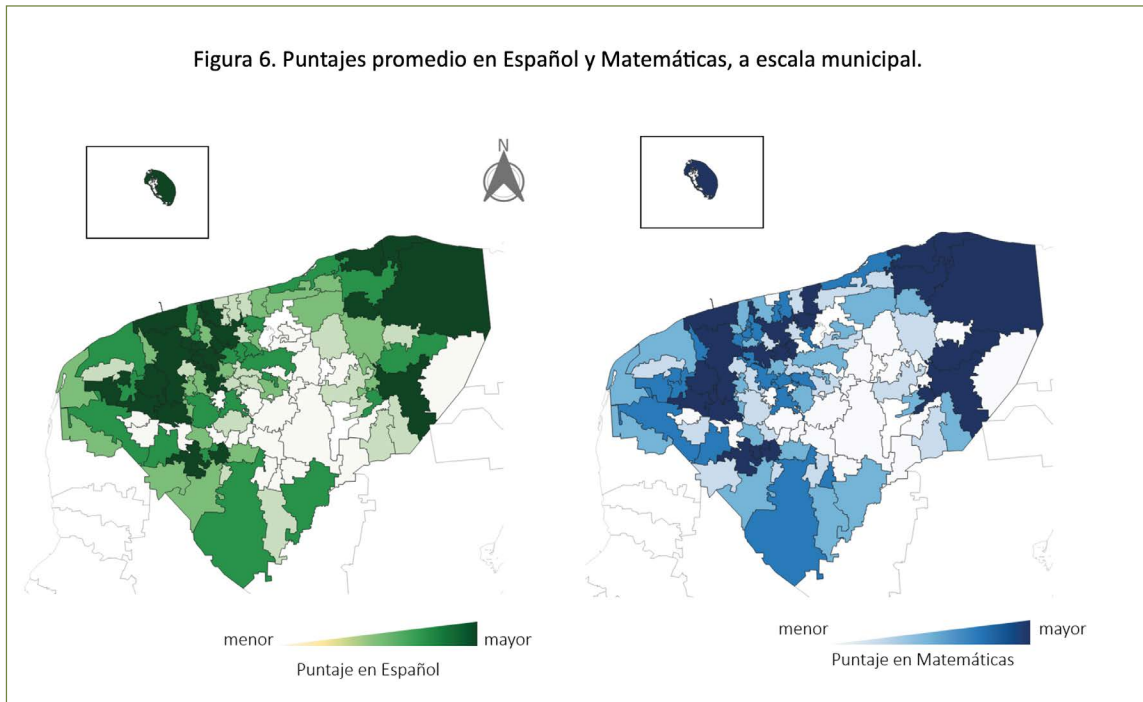 Figura 6. Puntajes promedio en Español y Matemáticas, a escala municipal.
N
menor
mayor
Puntaje en Español
menor
mayor
Puntaje en Matemáticas